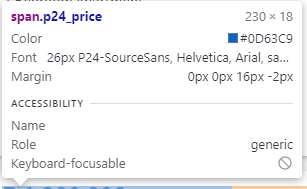 span.p24_price 230 × 18
Color #0D63C9
Font 26px P24-SourceSans, Helvetica, Arial, sa...
Margin 0px 0px 16px -2px
ACCESSIBILITY
Name
Role generic
Keyboard-focusable